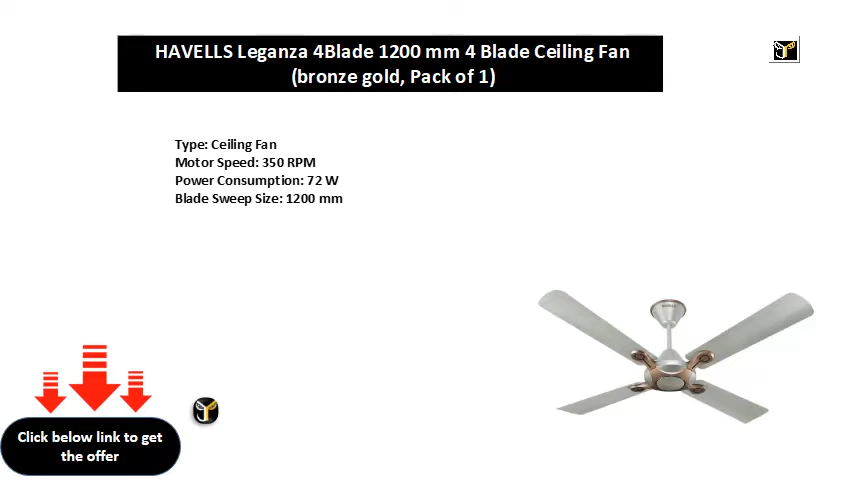 HAVELLS Leganza 4Blade 1200 mm 4 Blade Ceiling Fan
(bronze gold, Pack of 1)
Type: Ceiling Fan
Motor Speed: 350 RPM
Power Consumption: 72 W
Blade Sweep Size: 1200 mm
Click below link to get
the offer